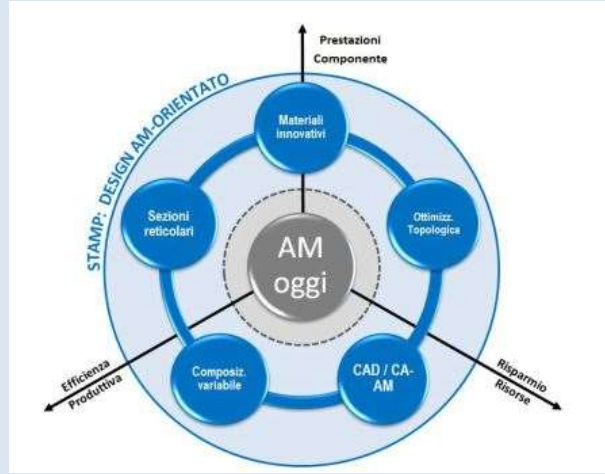 Prestazioni
Componente
STAMP: DESIGN AM-ORIENTATO
Materiali
innovativi
Sezioni
reticolari
Ottimizz.
Topologica
AM
oggi
Composiz.
variabile
CAD / CA-
AM
Efficienza
Produttiva
Risparmio
Risorse